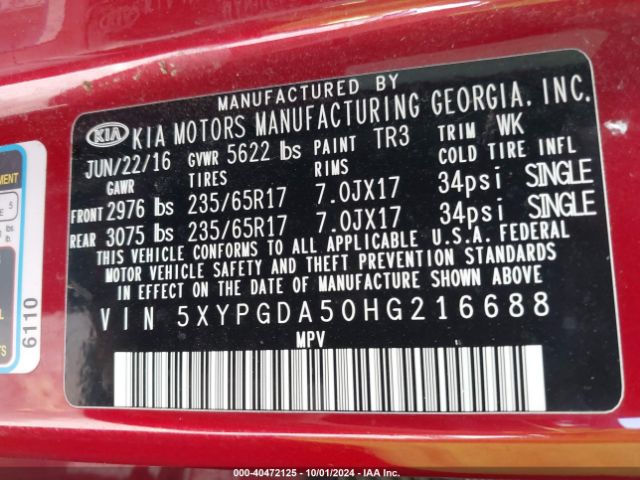 MANUFACTURED BY
KIA KIA MOTORS MANUFACTURING GEORGIA, INC.
JUN/22/16 GVWR 5622 lbs PAINT TR3 TRIM WK
GAWR TIRES RIMS COLD TIRE INFL
FRONT 2976 lbs 235/65R17 7.0JX17 34psi SINGLE
REAR 3075 lbs 235/65R17 7.0JX17 34psi SINGLE
THIS VEHICLE CONFORMS TO ALL APPLICABLE U.S.A. FEDERAL
MOTOR VEHICLE SAFETY AND THEFT PREVENTION STANDARDS
IN EFFECT ON THE DATE OF MANUFACTURE SHOWN ABOVE.
VIN 5XYPGDA50HG216688
MPV
6110
000-40472125 - 10/01/2024 - IAA Inc.